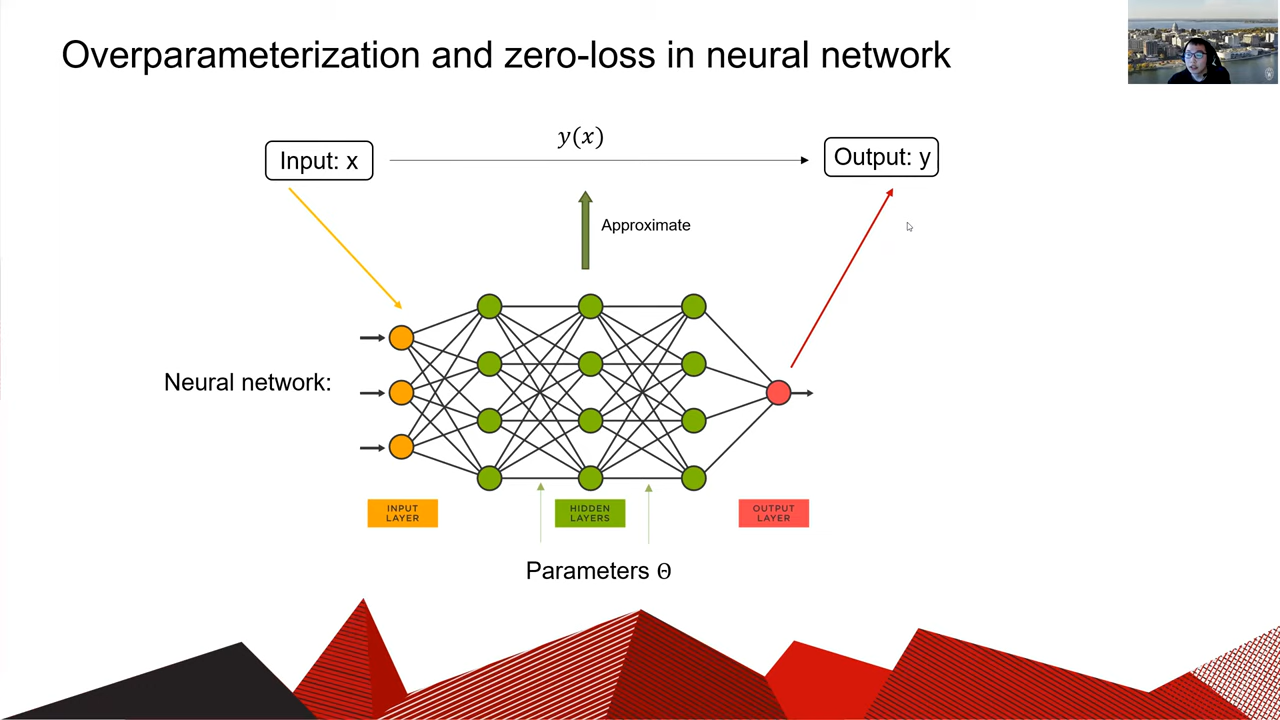 Overparameterization and zero-loss in neural network
y(x)
Input: x
Output: y
Approximate
Neural network:
INPUT
LAYER
HIDDEN
LAYERS
OUTPUT
LAYER
Parameters Θ